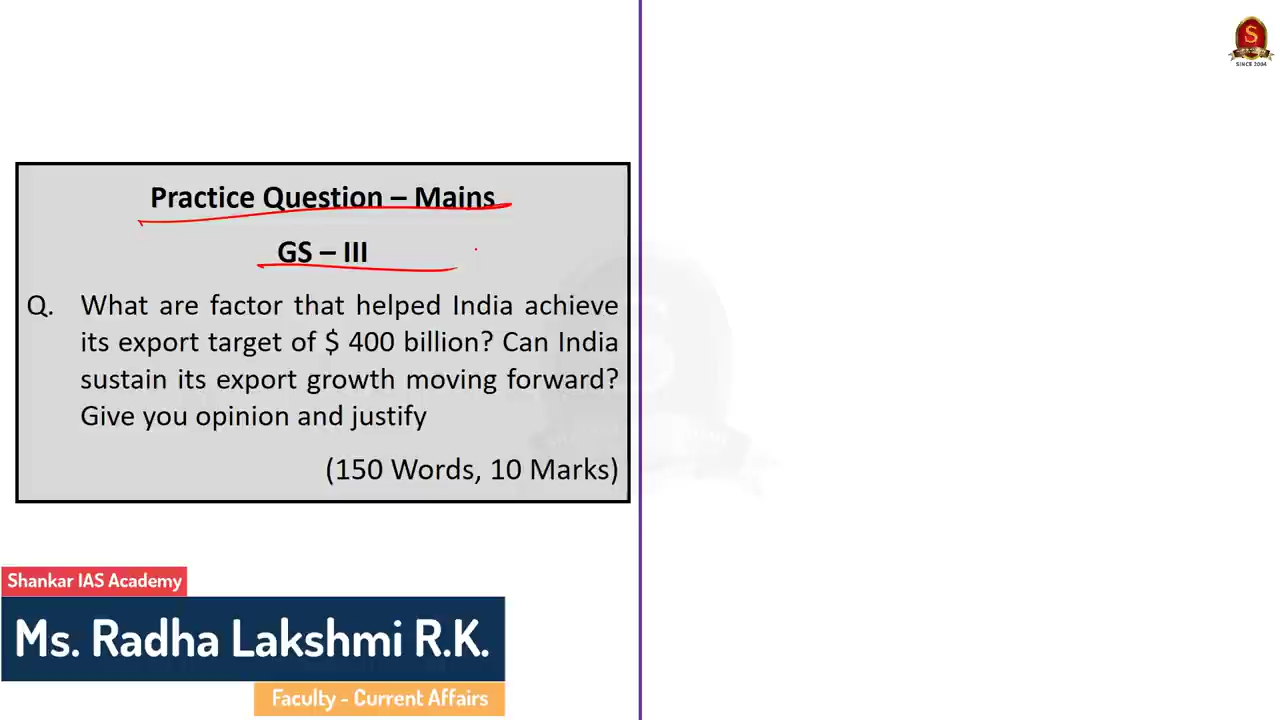 S
SINCE 2004
Practice Question – Mains
GS – III
Q. What are factor that helped India achieve
its export target of $ 400 billion? Can India
sustain its export growth moving forward?
Give you opinion and justify
(150 Words, 10 Marks)
Shankar IAS Academy
Ms. Radha Lakshmi R.K.
Faculty - Current Affairs